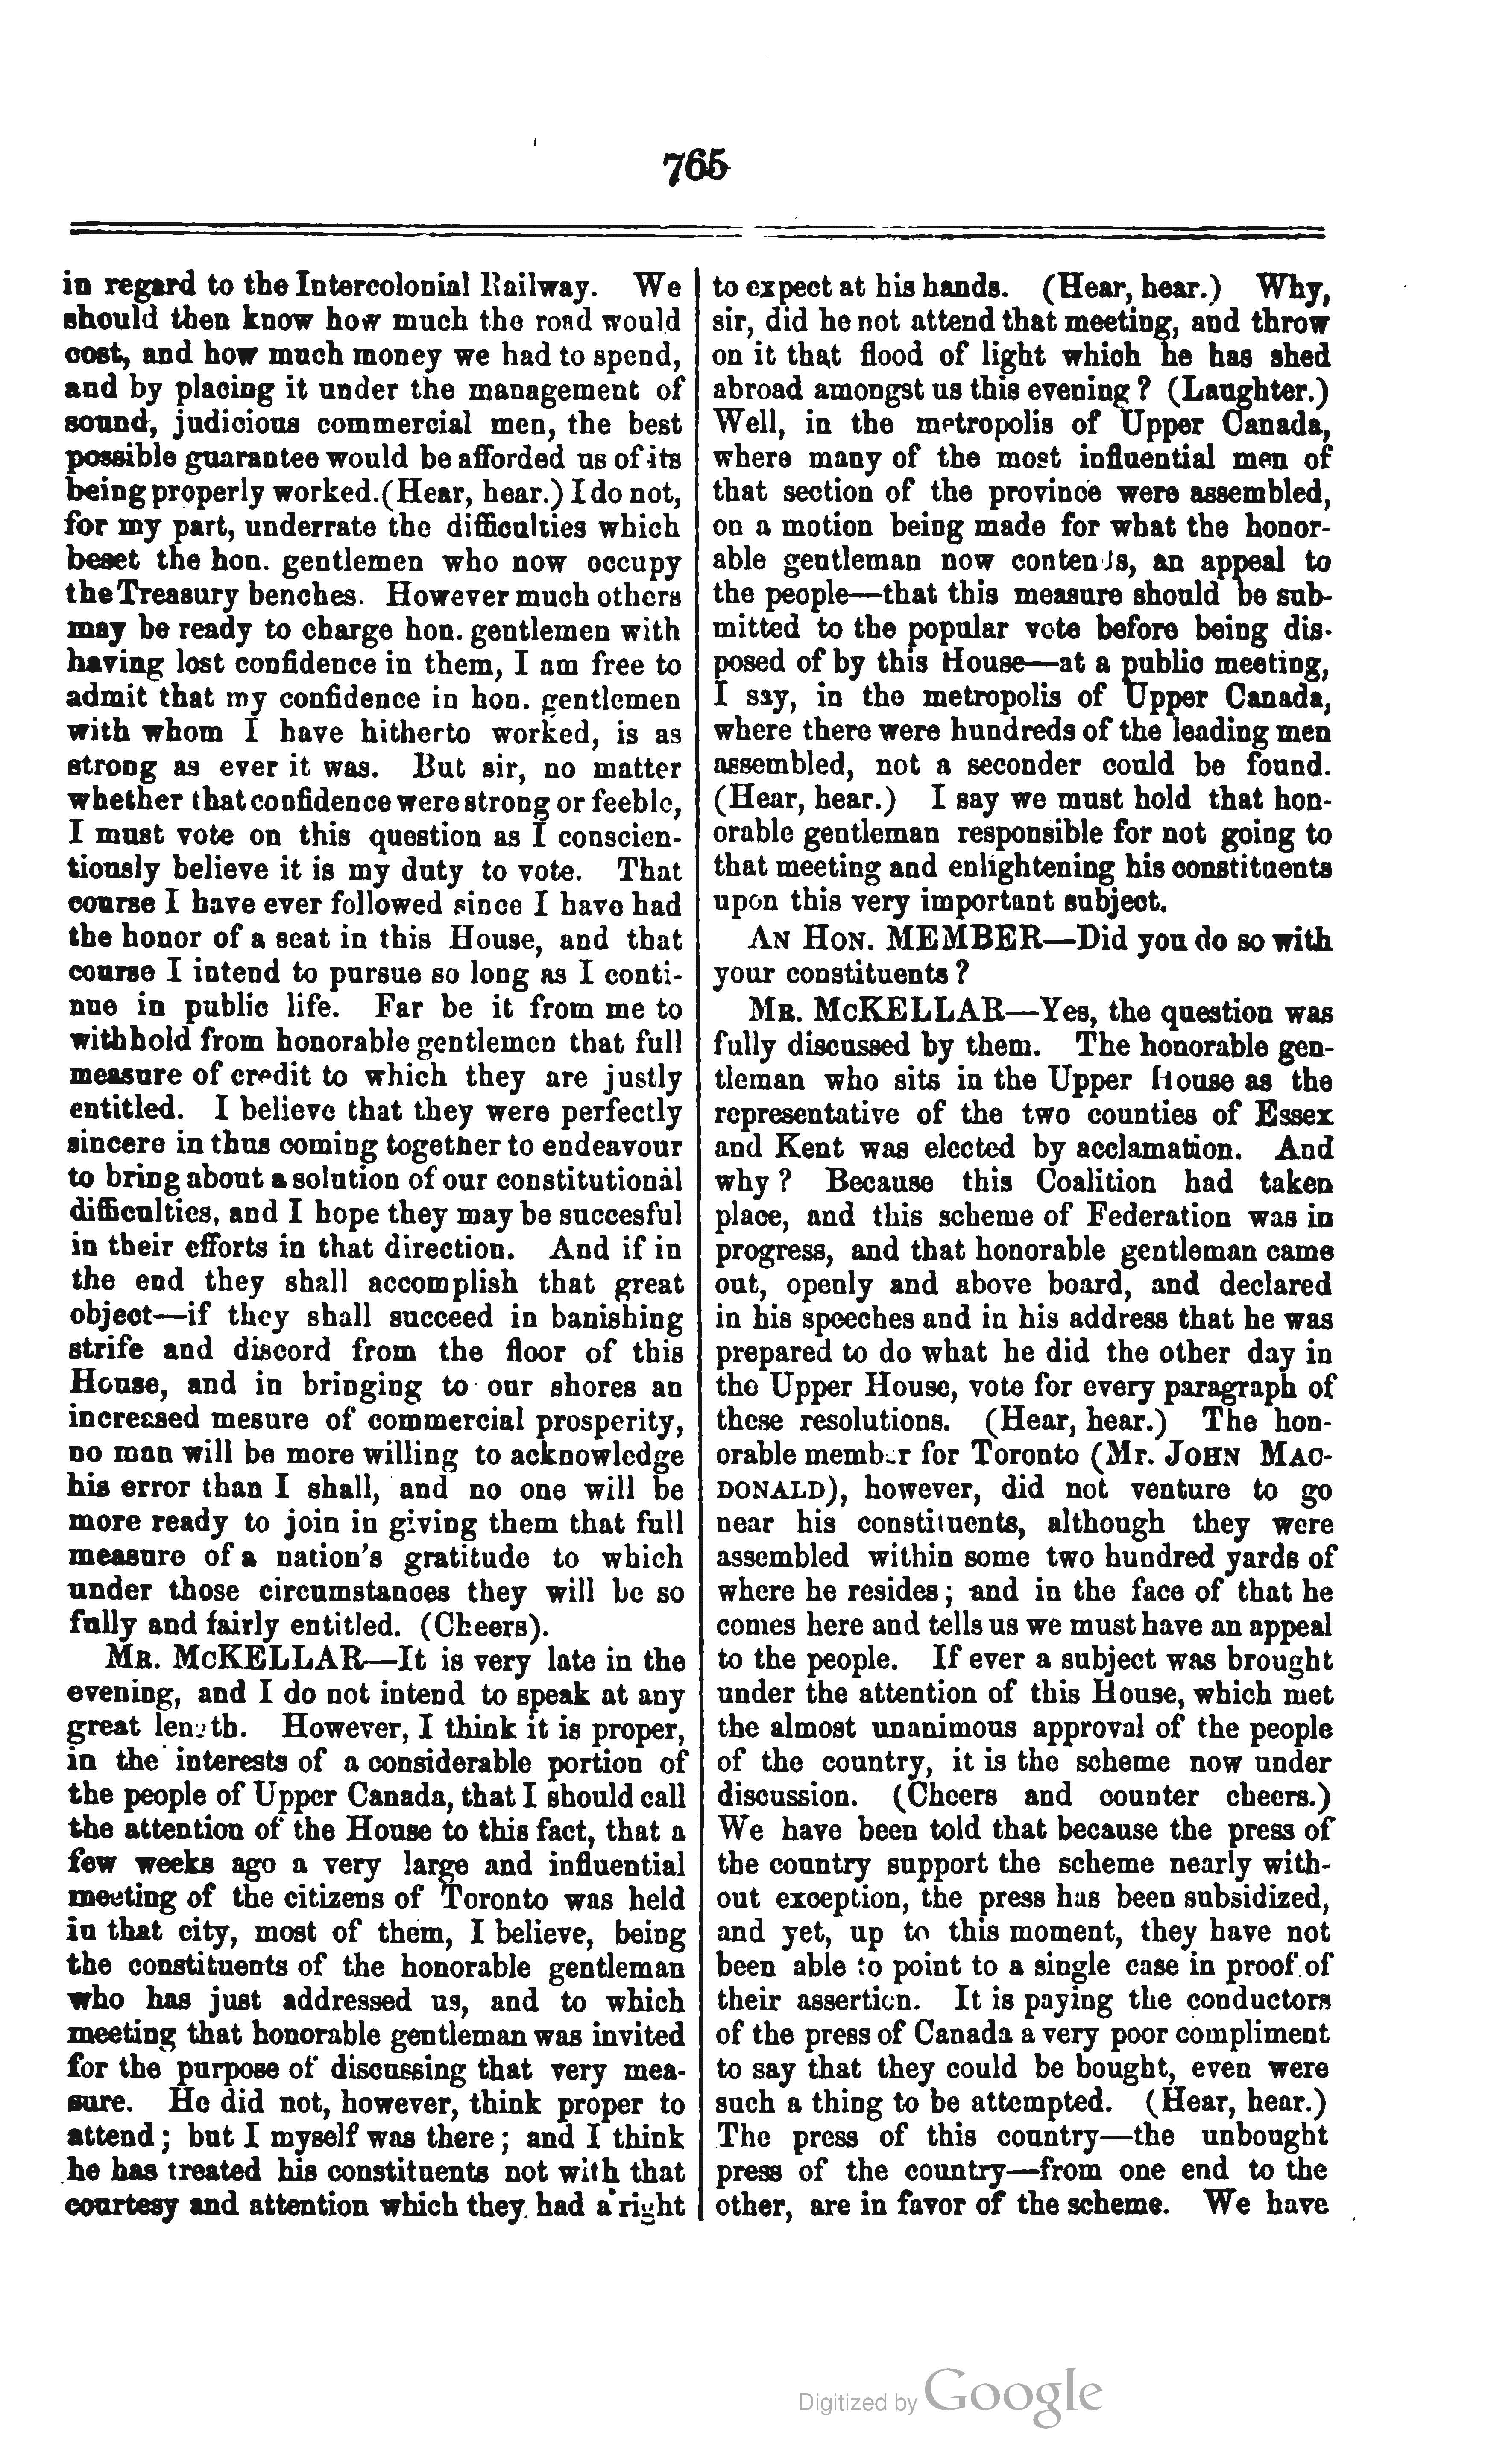 765
in regard to the Intercolonial Railway. We
should then know how much the road would
cost, and how much money we had to spend,
and by placing it under the management of
sound, judicious commercial men, the best
possible guarantee would be afforded us of its
being properly worked. (Hear, hear.) I do not,
for my part, underrate the difficulties which
beset the hon. gentlemen who now occupy
the Treasury benches. However much others
may be ready to charge hon. gentlemen with
having lost confidence in them, I am free to
admit that my confidence in hon. gentlemen
with whom I have hitherto worked, is as
strong as ever it was. But sir, no matter
whether that confidence were strong or feeble,
I must vote on this question as I conscien-
tiously believe it is my duty to vote. That
course I have ever followed since I have had
the honor of a seat in this House, and that
course I intend to pursue so long as I conti-
nue in public life. Far be it from me to
withhold from honorable gentlemen that full
measure of credit to which they are justly
entitled. I believe that they were perfectly
sincere in thus coming together to endeavour
to bring about a solution of our constitutional
difficulties, and I hope they may be succesful
in their efforts in that direction. And if in
the end they shall accomplish that great
object—if they shall succeed in banishing
strife and discord from the floor of this
House, and in bringing to our shores an
increased mesure of commercial prosperity,
no man will be more willing to acknowledge
his error than I shall, and no one will be
more ready to join in giving them that full
measure of a nation's gratitude to which
under those circumstances they will be so
fully and fairly entitled. (Cheers).
MR. McKELLAR—It is very late in the
evening, and I do not intend to speak at any
great length. However, I think it is proper,
in the interests of a considerable portion of
the people of Upper Canada, that I should call
the attention of the House to this fact, that a
few weeks ago a very large and influential
meeting of the citizens of Toronto was held
in that city, most of them, I believe, being
the constituents of the honorable gentleman
who has just addressed us, and to which
meeting that honorable gentleman was invited
for the purpose of discussing that very mea-
sure. He did not, however, think proper to
attend; but I myself was there; and I think
he has treated his constituents not with that
courtesy and attention which they had a right
to expect at his hands. (Hear, hear.) Why,
sir, did he not attend that meeting, and throw
on it that flood of light which he has shed
abroad amongst us this evening? (Laughter.)
Well, in the metropolis of Upper Canada,
where many of the most influential men of
that section of the province were assembled,
on a motion being made for what the honor-
able gentleman now contends, an appeal to
the people—that this measure should be sub-
mitted to the popular vote before being dis-
posed of by this House—at a public meeting,
I say, in the metropolis of Upper Canada,
where there were hundreds of the leading men
assembled, not a seconder could be found.
(Hear, hear.) I say we must hold that hon-
orable gentleman responsible for not going to
that meeting and enlightening his constituents
upon this very important subject.
AN HON. MEMBER—Did you do so with
your constituents?
MR. McKELLAR—Yes, the question was
fully discussed by them. The honorable gen-
tleman who sits in the Upper House as the
representative of the two counties of Essex
and Kent was elected by acclamation. And
why? Because this Coalition had taken
place, and this scheme of Federation was in
progress, and that honorable gentleman came
out, openly and above board, and declared
in his speeches and in his address that he was
prepared to do what he did the other day in
the Upper House, vote for every paragraph of
these resolutions. (Hear, hear.) The hon-
orable member for Toronto (Mr. JOHN MAC-
DONALD), however, did not venture to go
near his constituents, although they were
assembled within some two hundred yards of
where he resides; and in the face of that he
comes here and tells us we must have an appeal
to the people. If ever a subject was brought
under the attention of this House, which met
the almost unanimous approval of the people
of the country, it is the scheme now under
discussion. (Cheers and counter cheers.)
We have been told that because the press of
the country support the scheme nearly with-
out exception, the press has been subsidized,
and yet, up to this moment, they have not
been able to point to a single case in proof of
their assertion. It is paying the conductors
of the press of Canada a very poor compliment
to say that they could be bought, even were
such a thing to be attempted. (Hear, hear.)
The press of this country—the unbought
press of the country—from one end to the
other, are in favor of the scheme. We have
Digitized by Google